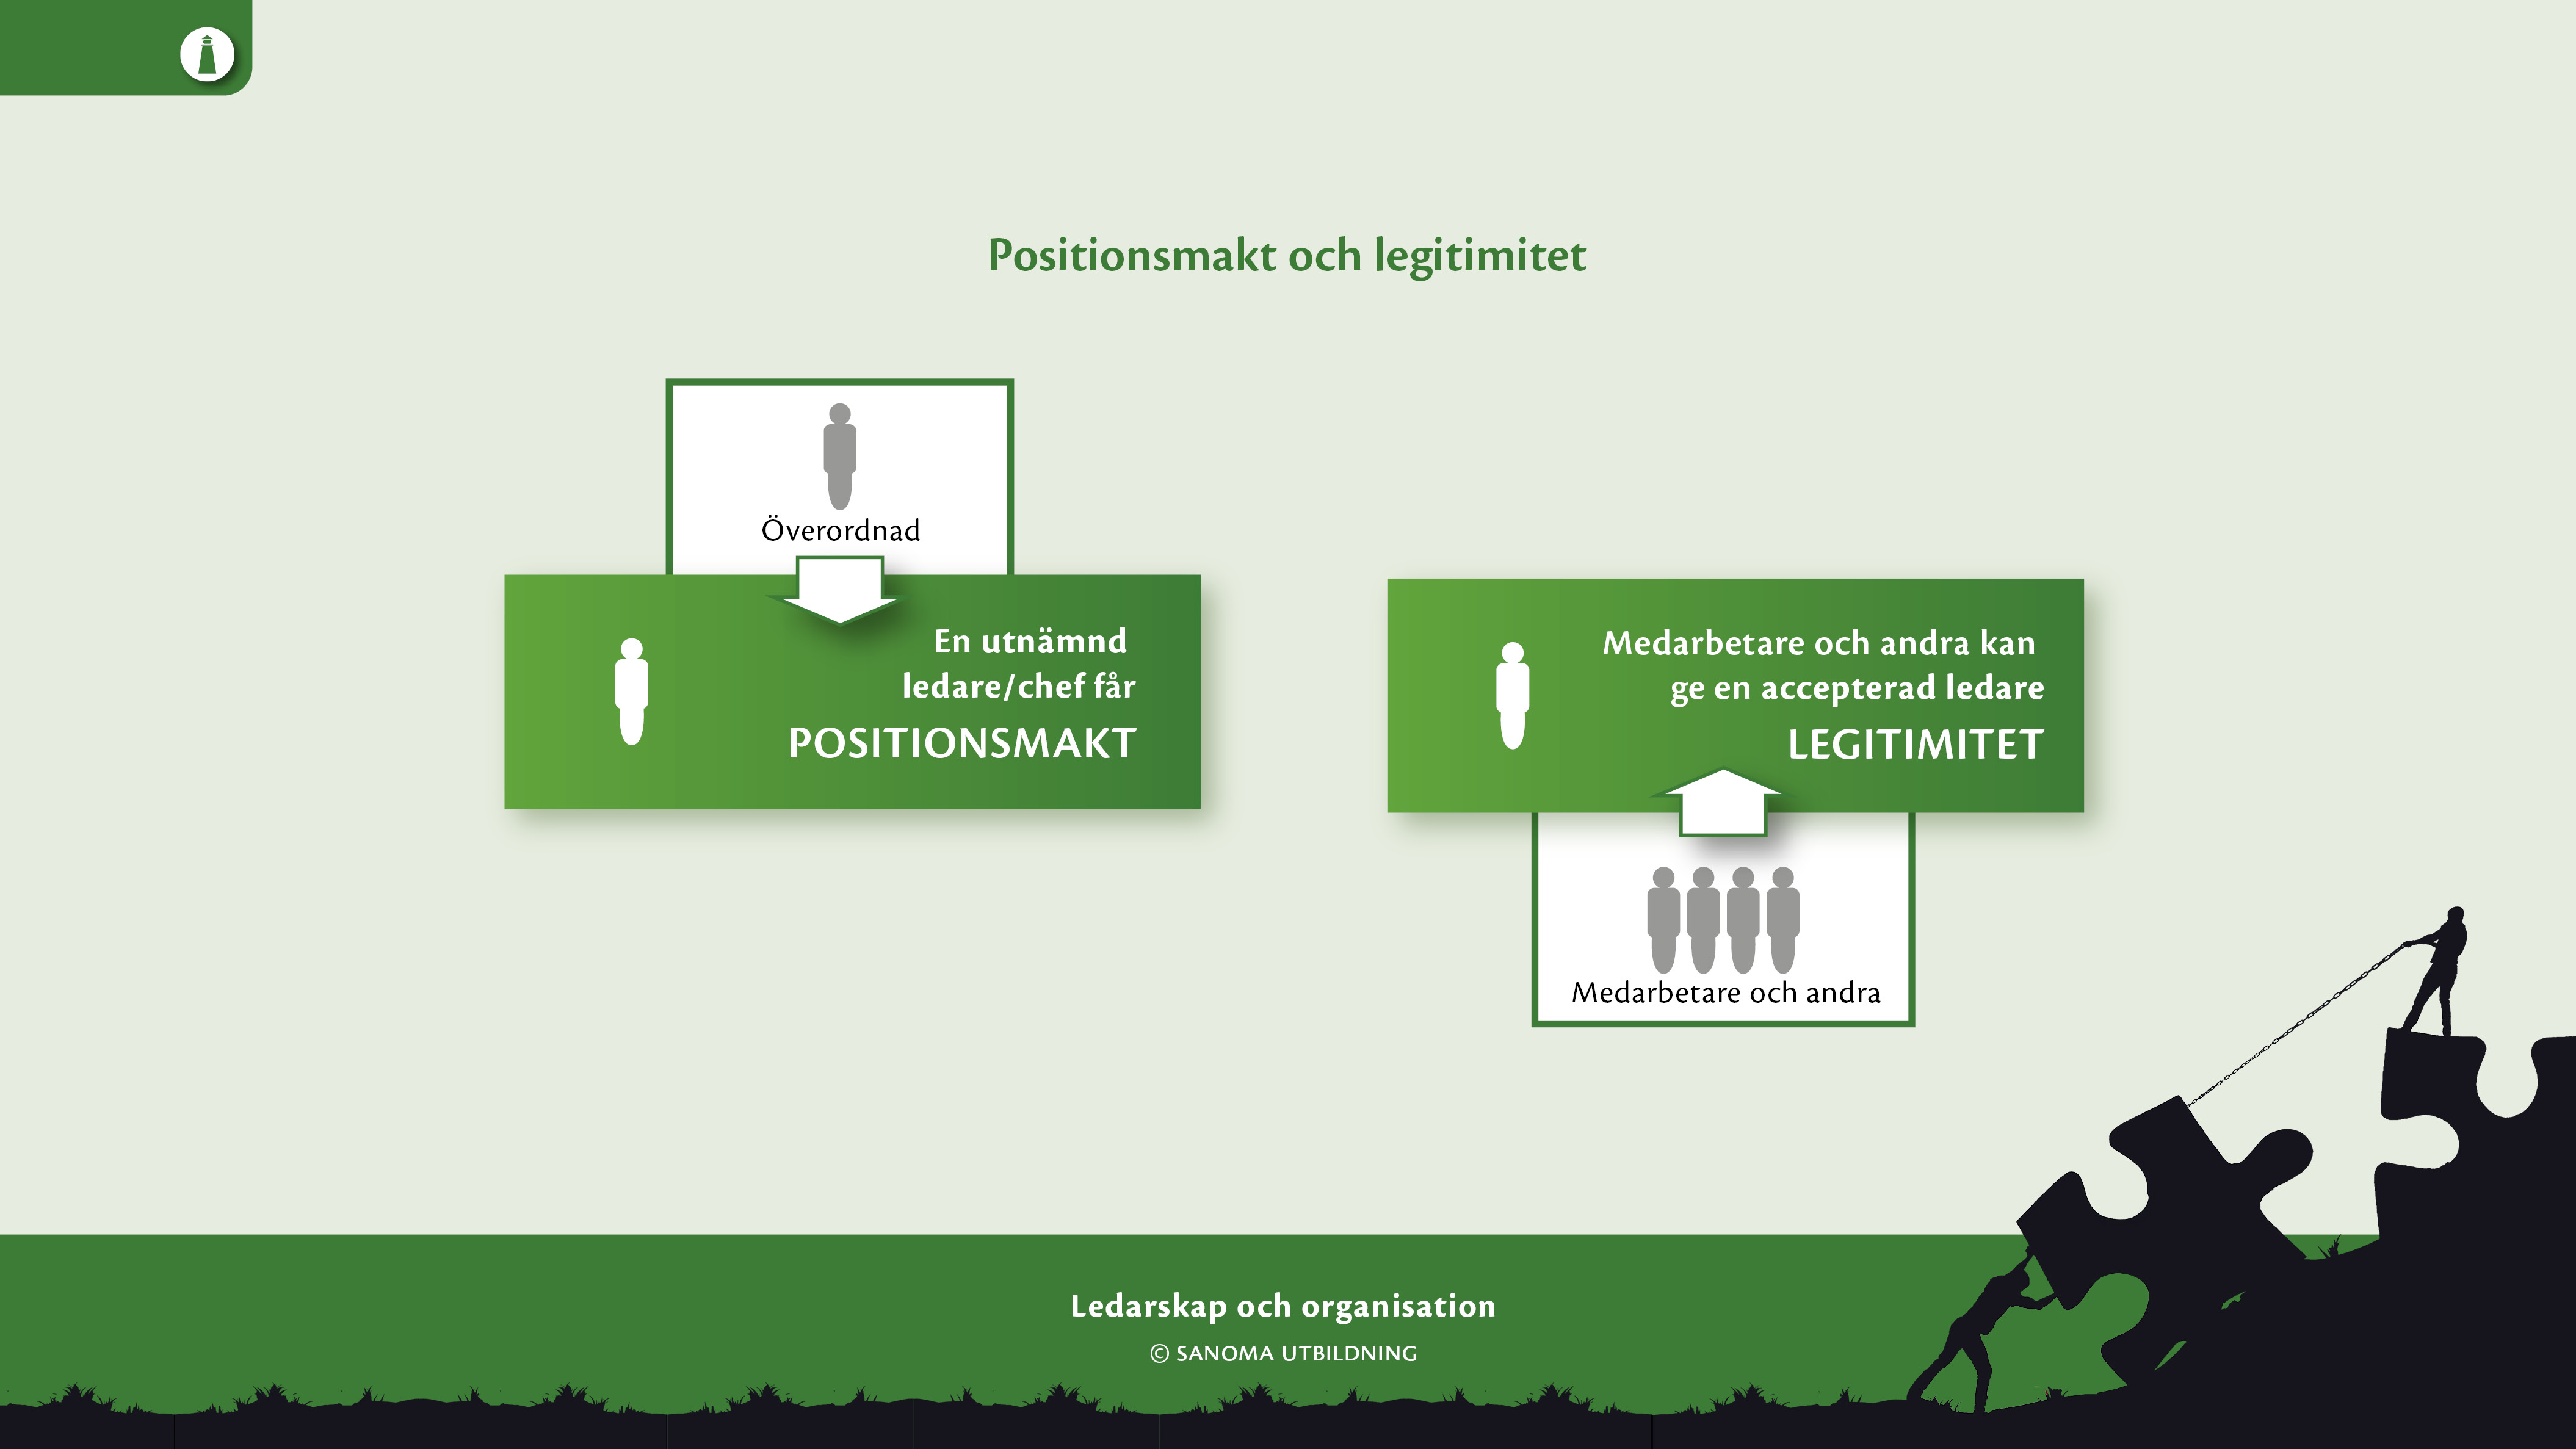 Positionsmakt och legitimitet
Överordnad
En utnämnd
ledare/chef får
POSITIONSMAKT
Medarbetare och andra kan
ge en accepterad ledare
LEGITIMITET
Medarbetare och andra
Ledarskap och organisation
© SANOMA UTBILDNING